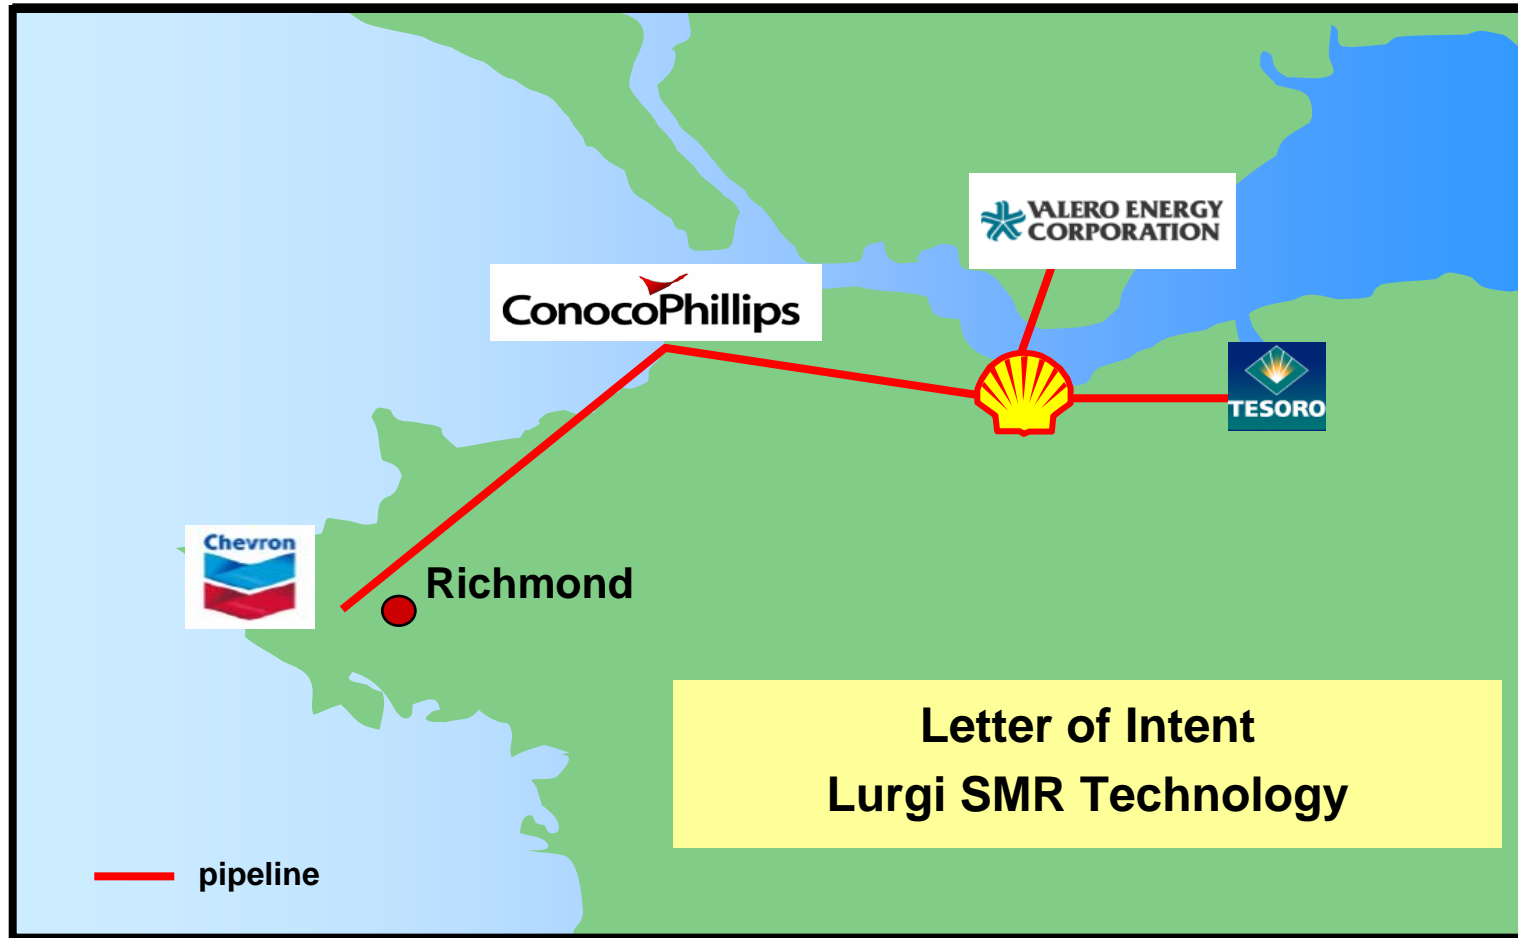 VALERO ENERGY
CORPORATION
ConocoPhillips
TESORO
Chevron
Richmond
Letter of Intent
Lurgi SMR Technology
pipeline